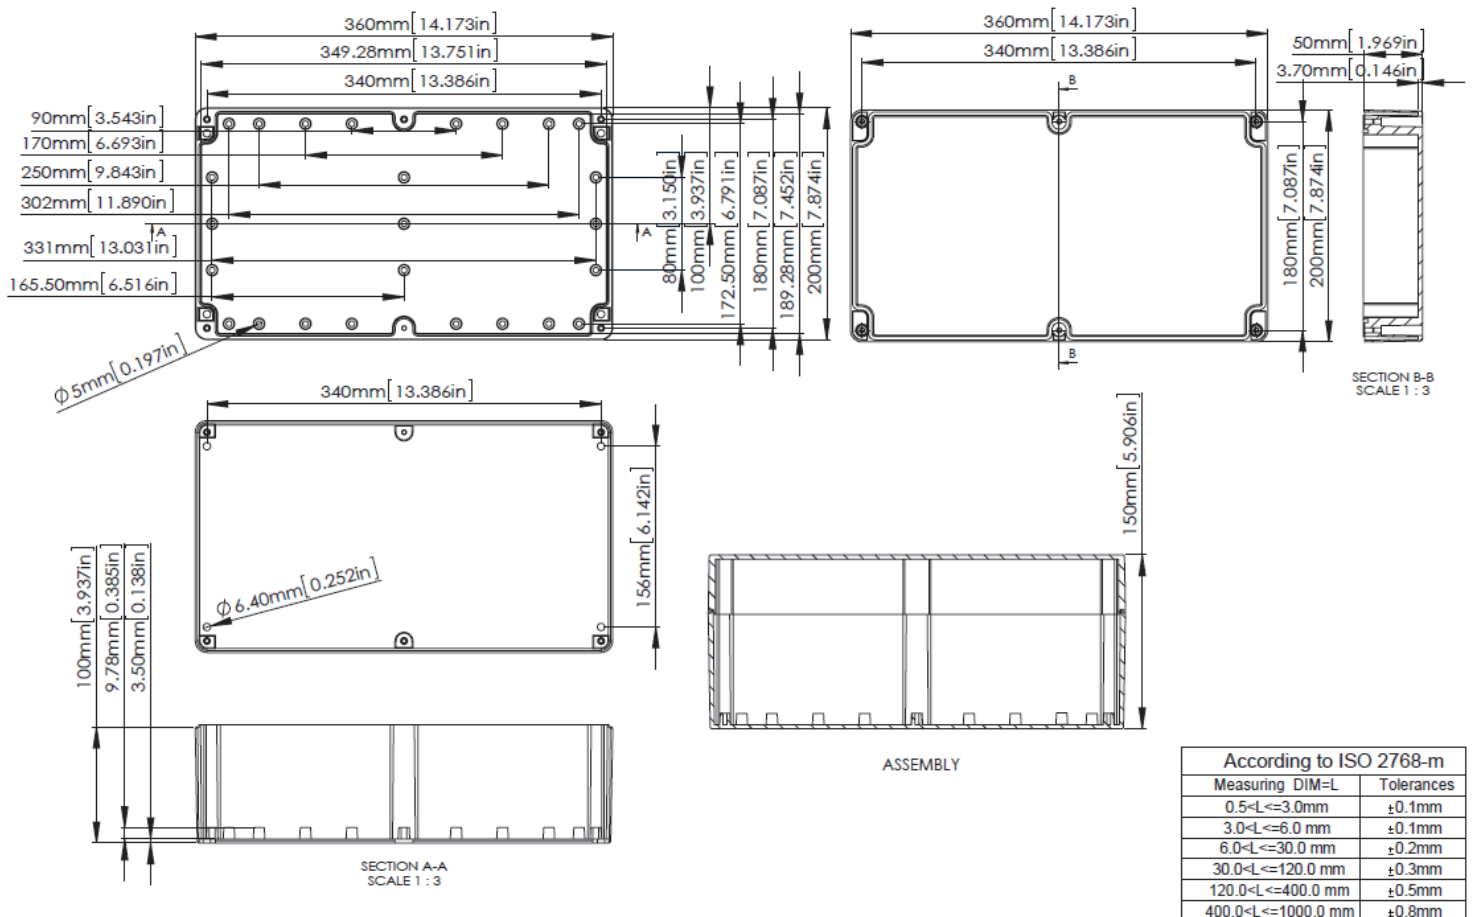 360mm[14.173in]
349.28mm[13.751in]
340mm[13.386in]
90mm[3.543in]
170mm[6.693in]
250mm[9.843in]
302mm[11.890in]
A
A
331mm[13.031in]
165.50mm[6.516in]
Φ5mm[0.197in]
80mm[3.150in]
100mm[3.937in]
172.50mm[6.791in]
180mm[7.087in]
189.28mm[7.452in]
200mm[7.874in]
360mm[14.173in]
340mm[13.386in]
B
B
180mm[7.087in]
200mm[7.874in]
50mm[1.969in]
3.70mm[0.146in]
SECTION B-B
SCALE 1 : 3
340mm[13.386in]
156mm[6.142in]
Φ6.40mm[0.252in]
100mm[3.937in]
9.78mm[0.385in]
3.50mm[0.138in]
SECTION A-A
SCALE 1 : 3
150mm[5.906in]
ASSEMBLY
According to ISO 2768-m
Measuring DIM=L Tolerances
0.5<L<=3.0mm ±0.1mm
3.0<L<=6.0 mm ±0.1mm
6.0<L<=30.0 mm ±0.2mm
30.0<L<=120.0 mm ±0.3mm
120.0<L<=400.0 mm ±0.5mm
400.0<L<=1000.0 mm ±0.8mm